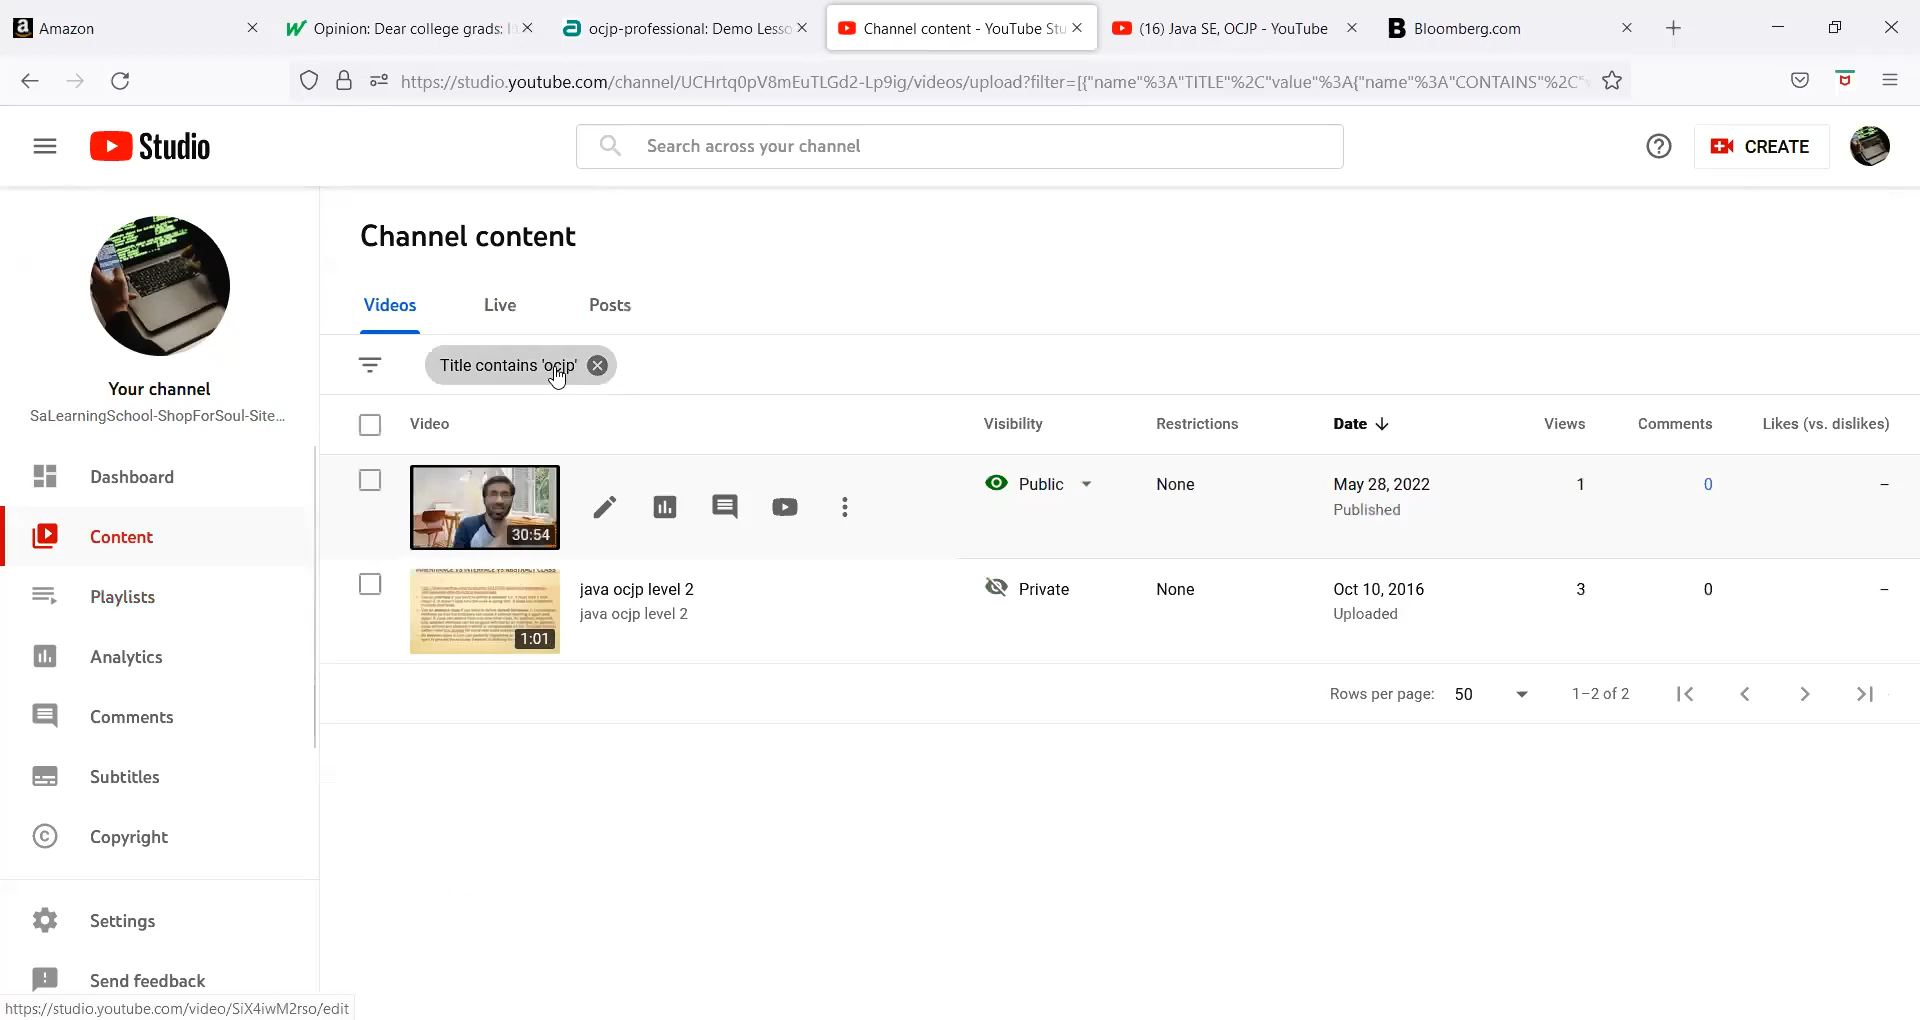 Amazon
Opinion: Dear college grads: I
ocjp-professional: Demo Lesso
Channel content - YouTube Stu
(16) Java SE, OCJP - YouTube
Bloomberg.com
https://studio.youtube.com/channel/UCHrtq0pV8mEuTLGd2-Lp9ig/videos/upload?filter=[{"name"%3A"TITLE"%2C"value"%3A{"name"%3A"CONTAINS"%2C"
Studio
Search across your channel
CREATE
Channel content
Videos
Live
Posts
Title contains 'ocjp'
Your channel
SaLearningSchool-ShopForSoul-Site...
Dashboard
Content
Playlists
Analytics
Comments
Subtitles
Copyright
Settings
Send feedback
Video
Visibility
Restrictions
Date
Views
Comments
Likes (vs. dislikes)
30:54
Public
None
May 28, 2022
Published
1
0
–
1:01
java ocjp level 2
java ocjp level 2
Private
None
Oct 10, 2016
Uploaded
3
0
–
Rows per page:
50
1–2 of 2
https://studio.youtube.com/video/SiX4iwM2rso/edit